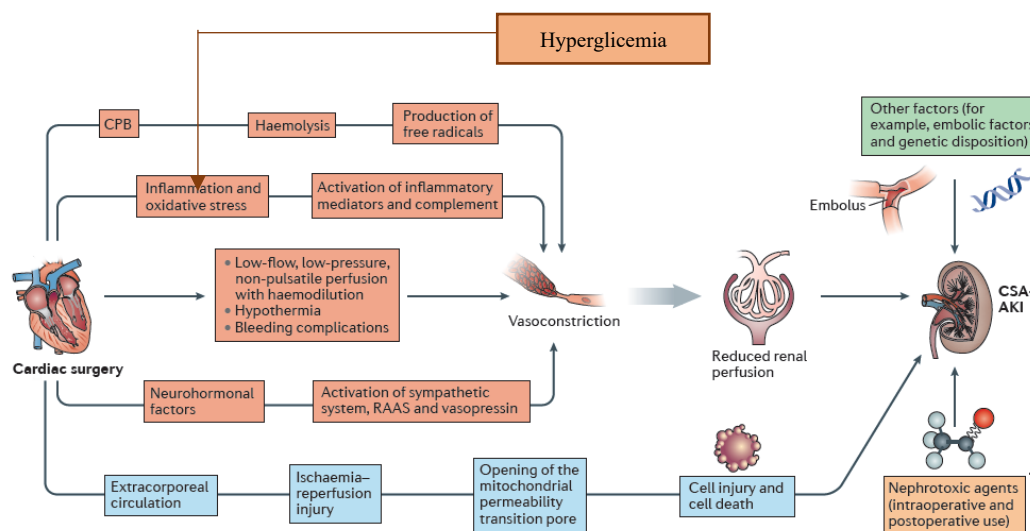 Hyperglicemia
CPB
Haemolysis
Production
of free radicals
Other factors (for
example, embolic factors
and genetic disposition)
Inflammation and
oxidative stress
Activation of inflammatory
mediators and complement
Embolus
• Low-flow, low-pressure,
non-pulsatile perfusion
with haemodilution
• Hypothermia
• Bleeding complications
Vasoconstriction
Reduced renal
perfusion
CSA-
AKI
Cardiac surgery
Neurohormonal
factors
Activation of sympathetic
system, RAAS and vasopressin
Extracorporeal
circulation
Ischaemia–
reperfusion
injury
Opening of the
mitochondrial
permeability
transition pore
Cell injury and
cell death
Nephrotoxic agents
(intraoperative and
postoperative use)